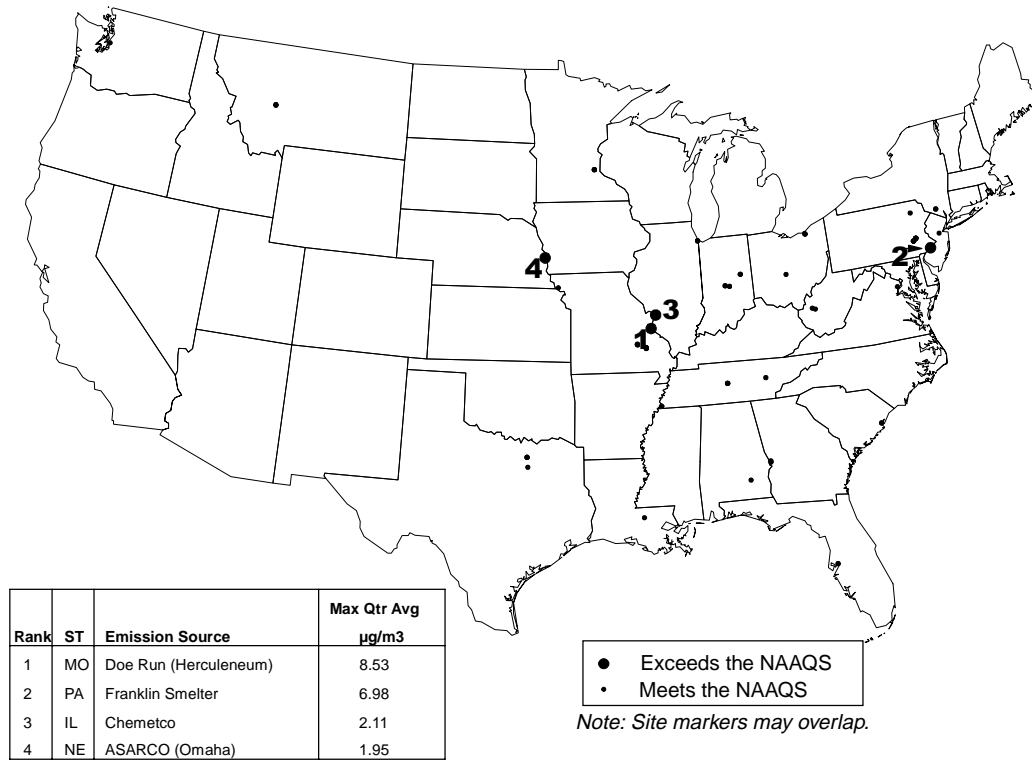 4
2
3
1
Max Qtr Avg
Rank ST Emission Source µg/m3
1 MO Doe Run (Herculeneum) 8.53
2 PA Franklin Smelter 6.98
3 IL Chemetco 2.11
4 NE ASARCO (Omaha) 1.95
Exceeds the NAAQS
Meets the NAAQS
Note: Site markers may overlap.